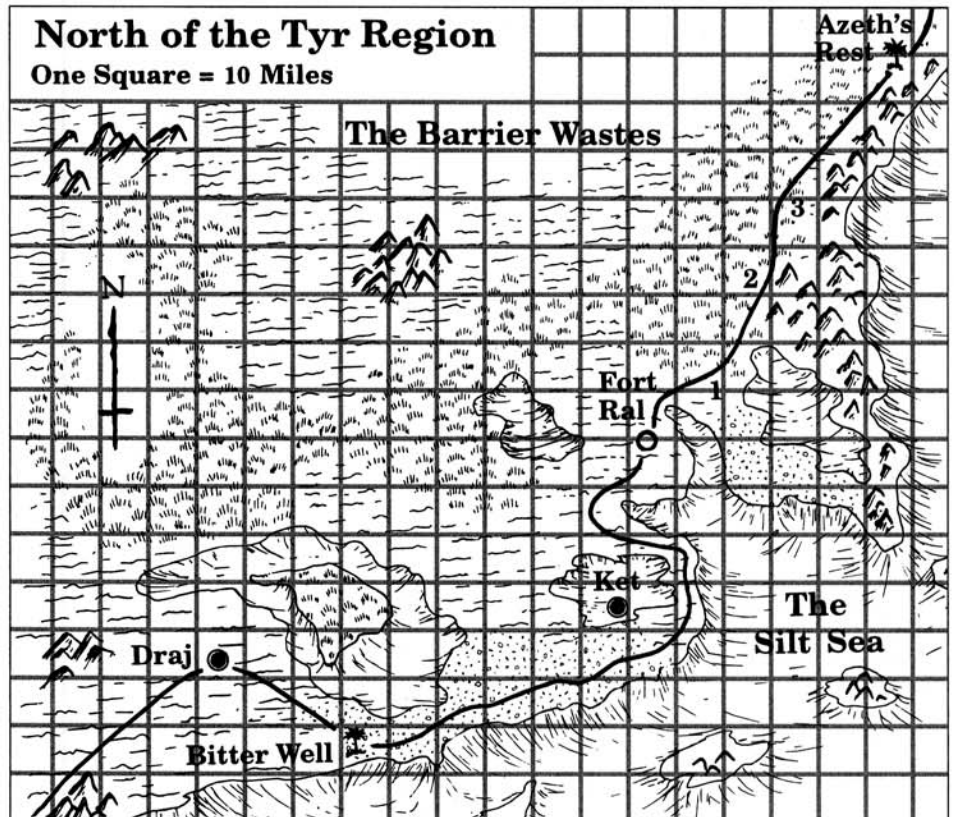 North of the Tyr Region
One Square = 10 Miles
Azeth's
Rest
The Barrier Wastes
3
N
2
Fort
Ral
1
Ket
The
Silt Sea
Draj
Bitter Well